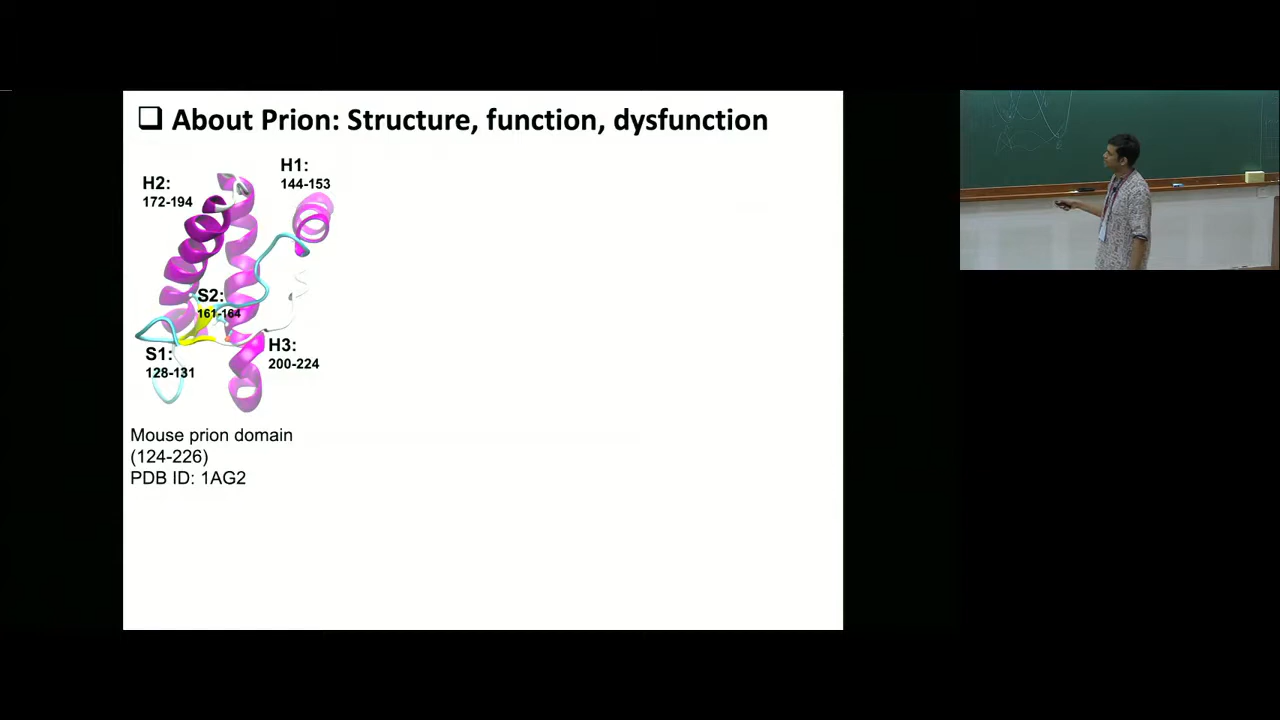 About Prion: Structure, function, dysfunction
H1:
144-153
H2:
172-194
S2:
161-164
H3:
200-224
S1:
128-131
Mouse prion domain
(124-226)
PDB ID: 1AG2